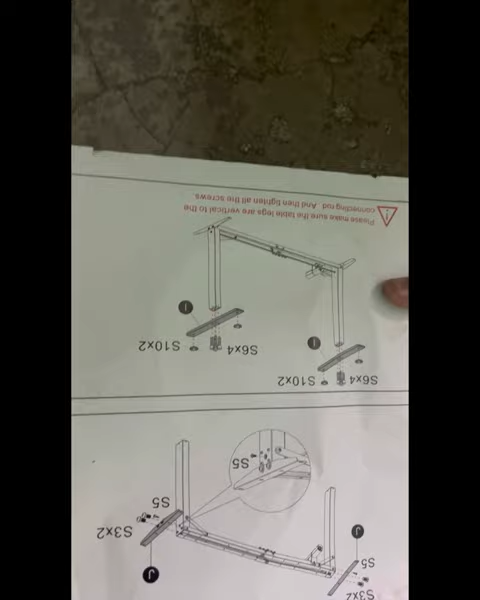 S3x2
J
S5
J
S3x2
S5
S5
S6x4 S10x2
S6x4 S10x2
I
I
Please make sure the table legs are vertical to the
connecting rod. And then tighten all the screws